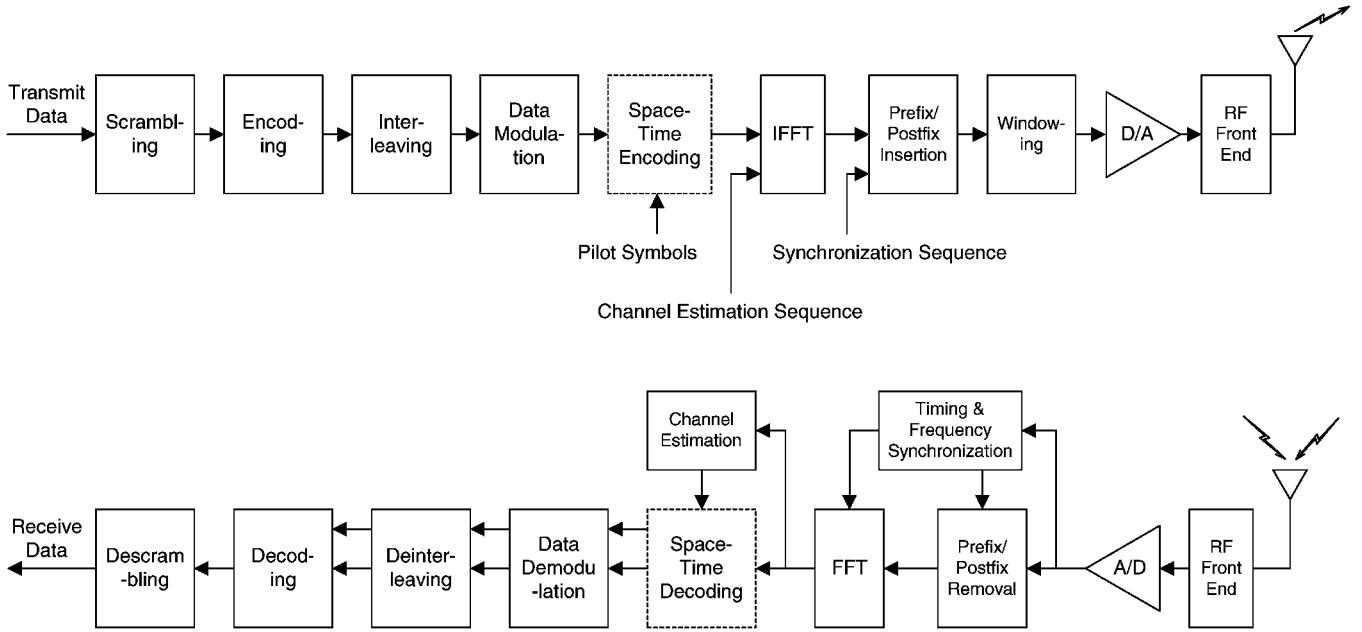 Transmit
Data
Scrambl-
ing
Encod-
ing
Inter-
leaving
Data
Modula-
tion
Space-
Time
Encoding
IFFT
Prefix/
Postfix
Insertion
Window-
ing
D/A
RF
Front
End
Pilot Symbols
Synchronization Sequence
Channel Estimation Sequence
Channel
Estimation
Timing &
Frequency
Synchronization
Receive
Data
Descram-
-bling
Decod-
ing
Deinter-
leaving
Data
Demodu
-lation
Space-
Time
Decoding
FFT
Prefix/
Postfix
Removal
A/D
RF
Front
End